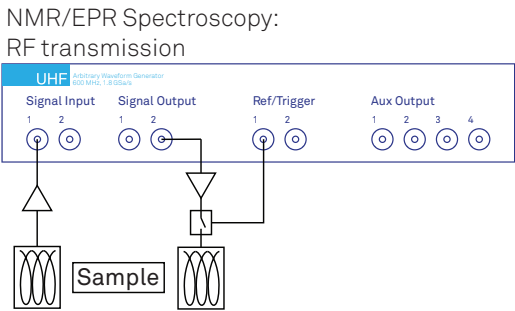 NMR/EPR Spectroscopy:
RF transmission
UHF Arbitrary Waveform Generator
600 MHz, 1.8 GSa/s
Signal Input Signal Output Ref/Trigger Aux Output
1 2 1 2 1 2 1 2 3 4
Sample